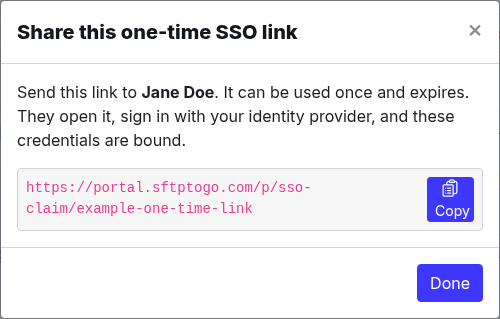 Share this one-time SSO link
Send this link to Jane Doe. It can be used once and expires.
They open it, sign in with your identity provider, and these
credentials are bound.
https://portal.sftptogo.com/p/sso-
claim/example-one-time-link
Copy
Done